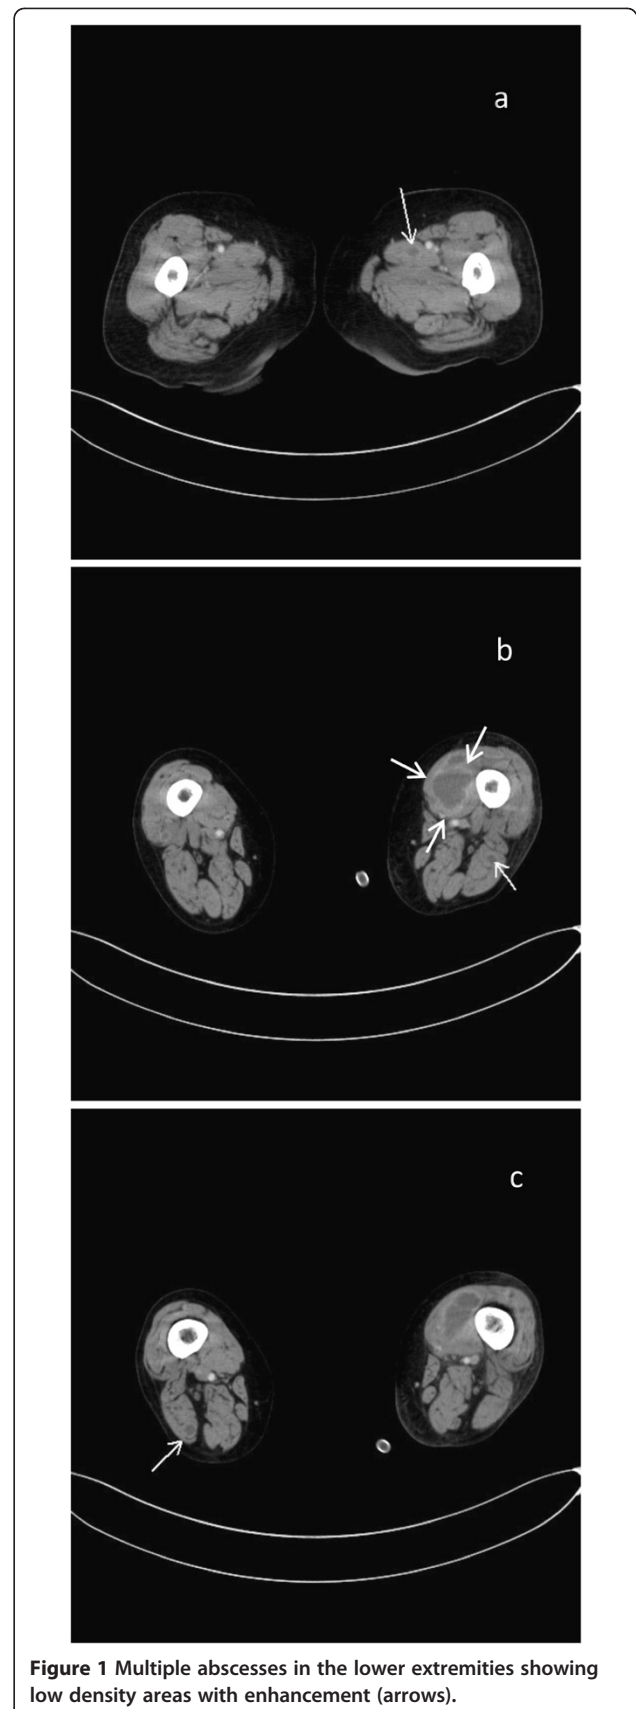 a
b
c
Figure 1 Multiple abscesses in the lower extremities showing
low density areas with enhancement (arrows).